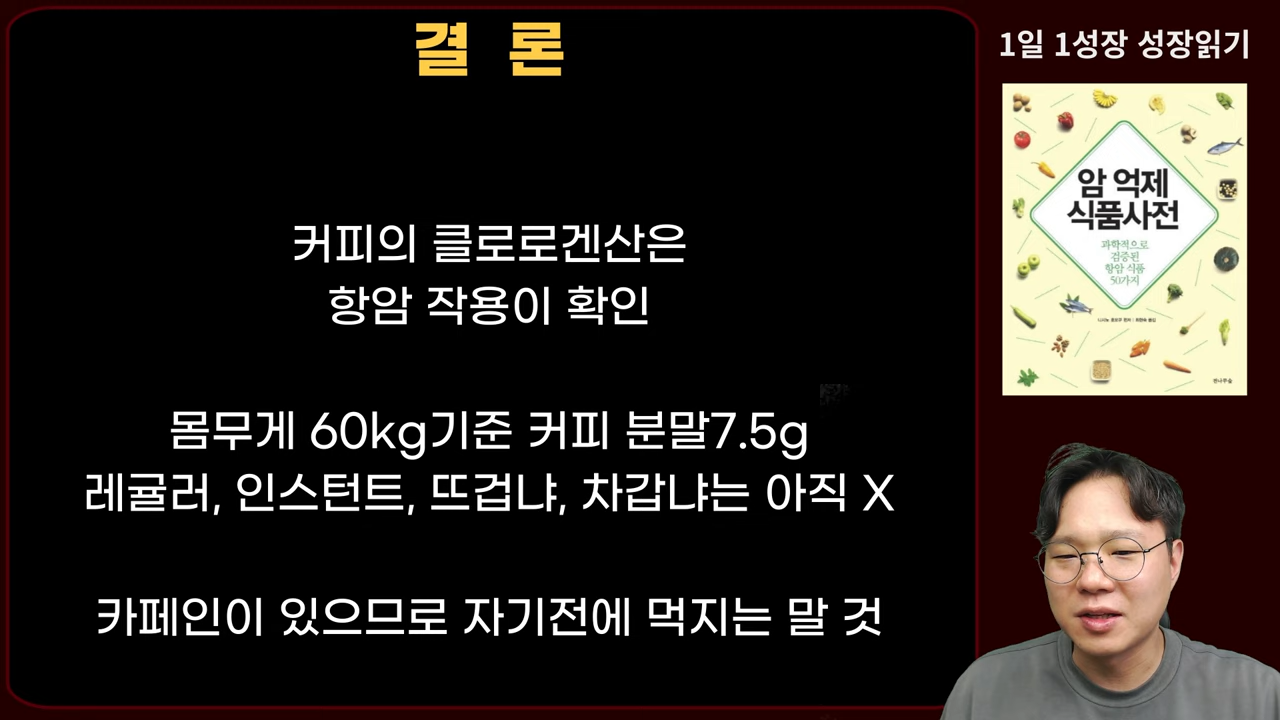 결 론
커피의 클로로겐산은
항암 작용이 확인
몸무게 60kg기준 커피 분말7.5g
레귤러, 인스턴트, 뜨겁냐, 차갑냐는 아직 X
카페인이 있으므로 자기전에 먹지는 말 것
1일 1성장 성장읽기
암 억제
식품사전
과학적으로
검증된
항암 식품
50가지
전나무숲